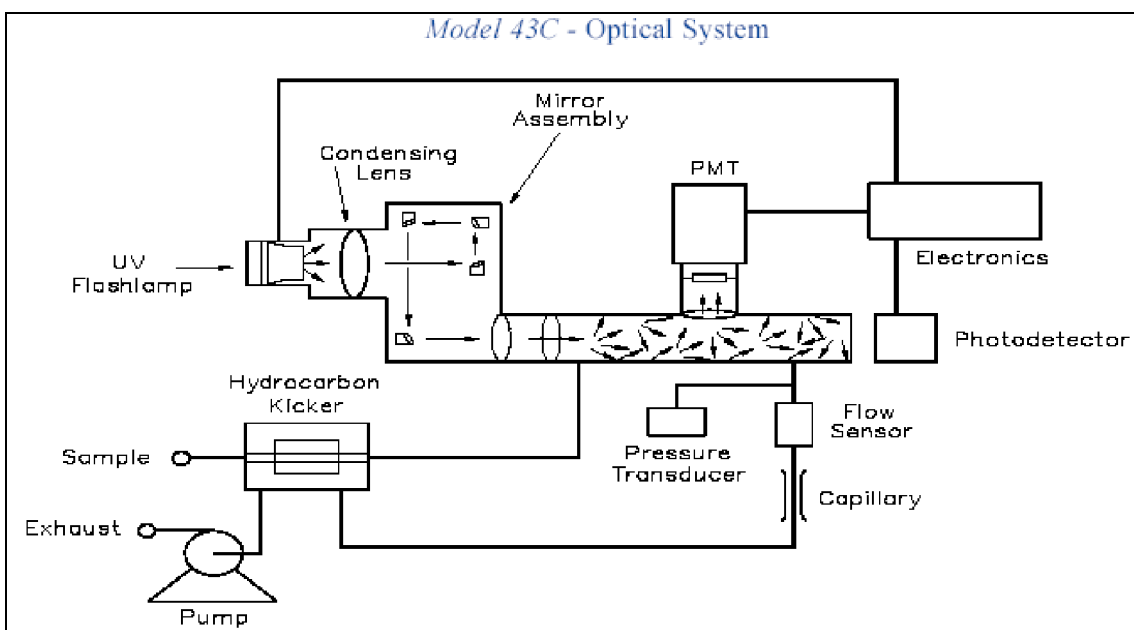 Model 43C - Optical System
Mirror
Assembly
Condensing
Lens
PMT
UV
Flashlamp
Electronics
Photodetector
Hydrocarbon
Kicker
Flow
Sensor
Sample
Pressure
Transducer
Capillary
Exhaust
Pump